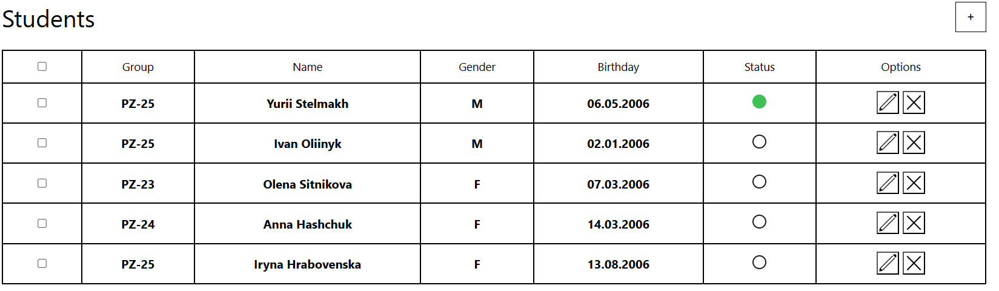 Students
+
Group Name Gender Birthday Status Options
PZ-25 Yurii Stelmakh M 06.05.2006
PZ-25 Ivan Oliinyk M 02.01.2006
PZ-23 Olena Sitnikova F 07.03.2006
PZ-24 Anna Hashchuk F 14.03.2006
PZ-25 Iryna Hrabovenska F 13.08.2006